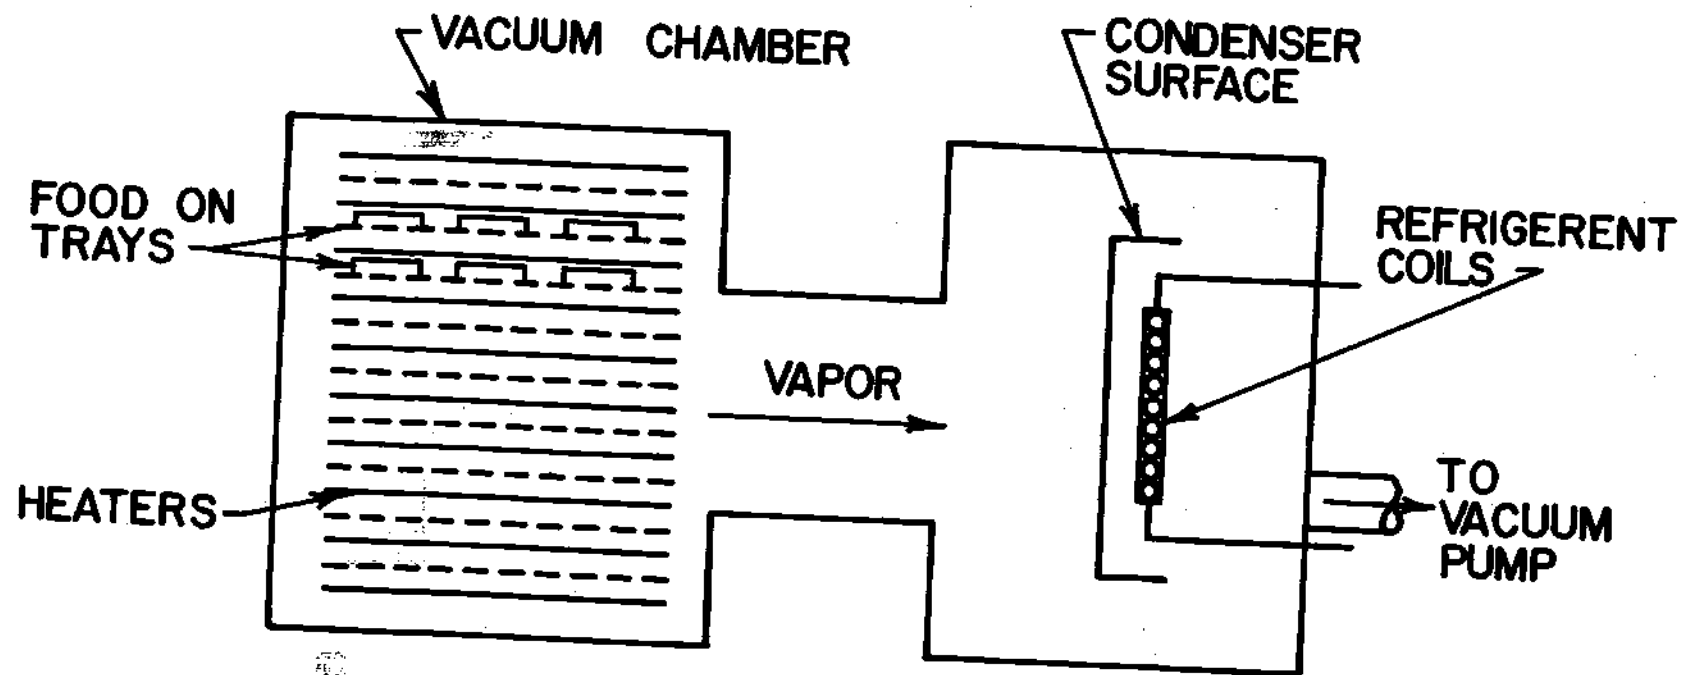 VACUUM CHAMBER
CONDENSER
SURFACE
FOOD ON
TRAYS
REFRIGERENT
COILS
VAPOR
HEATERS
TO
VACUUM
PUMP